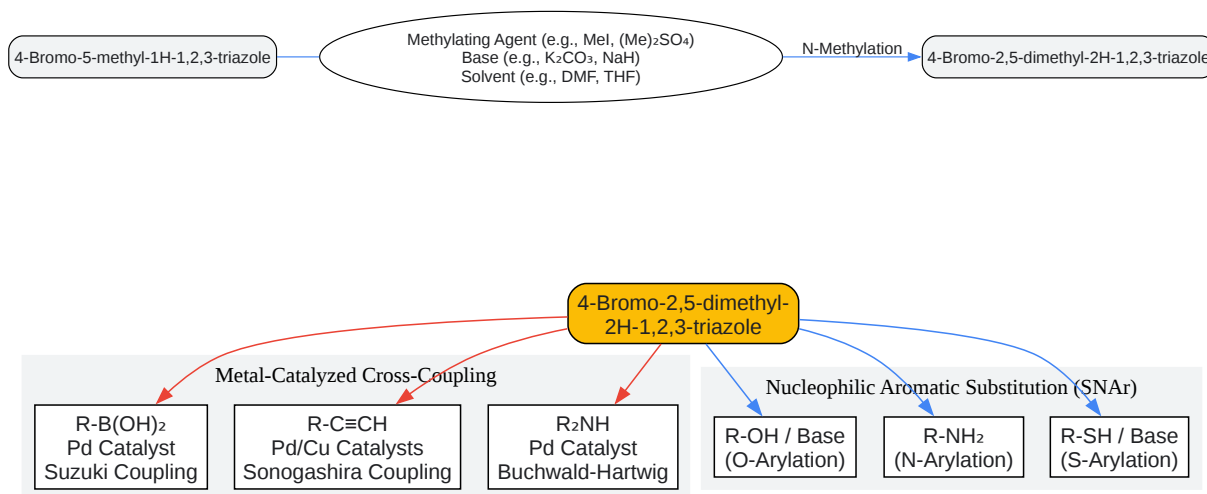 4-Bromo-5-methyl-1H-1,2,3-triazole
Methylating Agent (e.g., MeI, (Me)₂SO₄)
Base (e.g., K₂CO₃, NaH)
Solvent (e.g., DMF, THF)
N-Methylation
4-Bromo-2,5-dimethyl-2H-1,2,3-triazole
4-Bromo-2,5-dimethyl-
2H-1,2,3-triazole
Metal-Catalyzed Cross-Coupling
R-B(OH)₂
Pd Catalyst
Suzuki Coupling
R-C≡CH
Pd/Cu Catalysts
Sonogashira Coupling
R₂NH
Pd Catalyst
Buchwald-Hartwig
Nucleophilic Aromatic Substitution (SNAr)
R-OH / Base
(O-Arylation)
R-NH₂
(N-Arylation)
R-SH / Base
(S-Arylation)